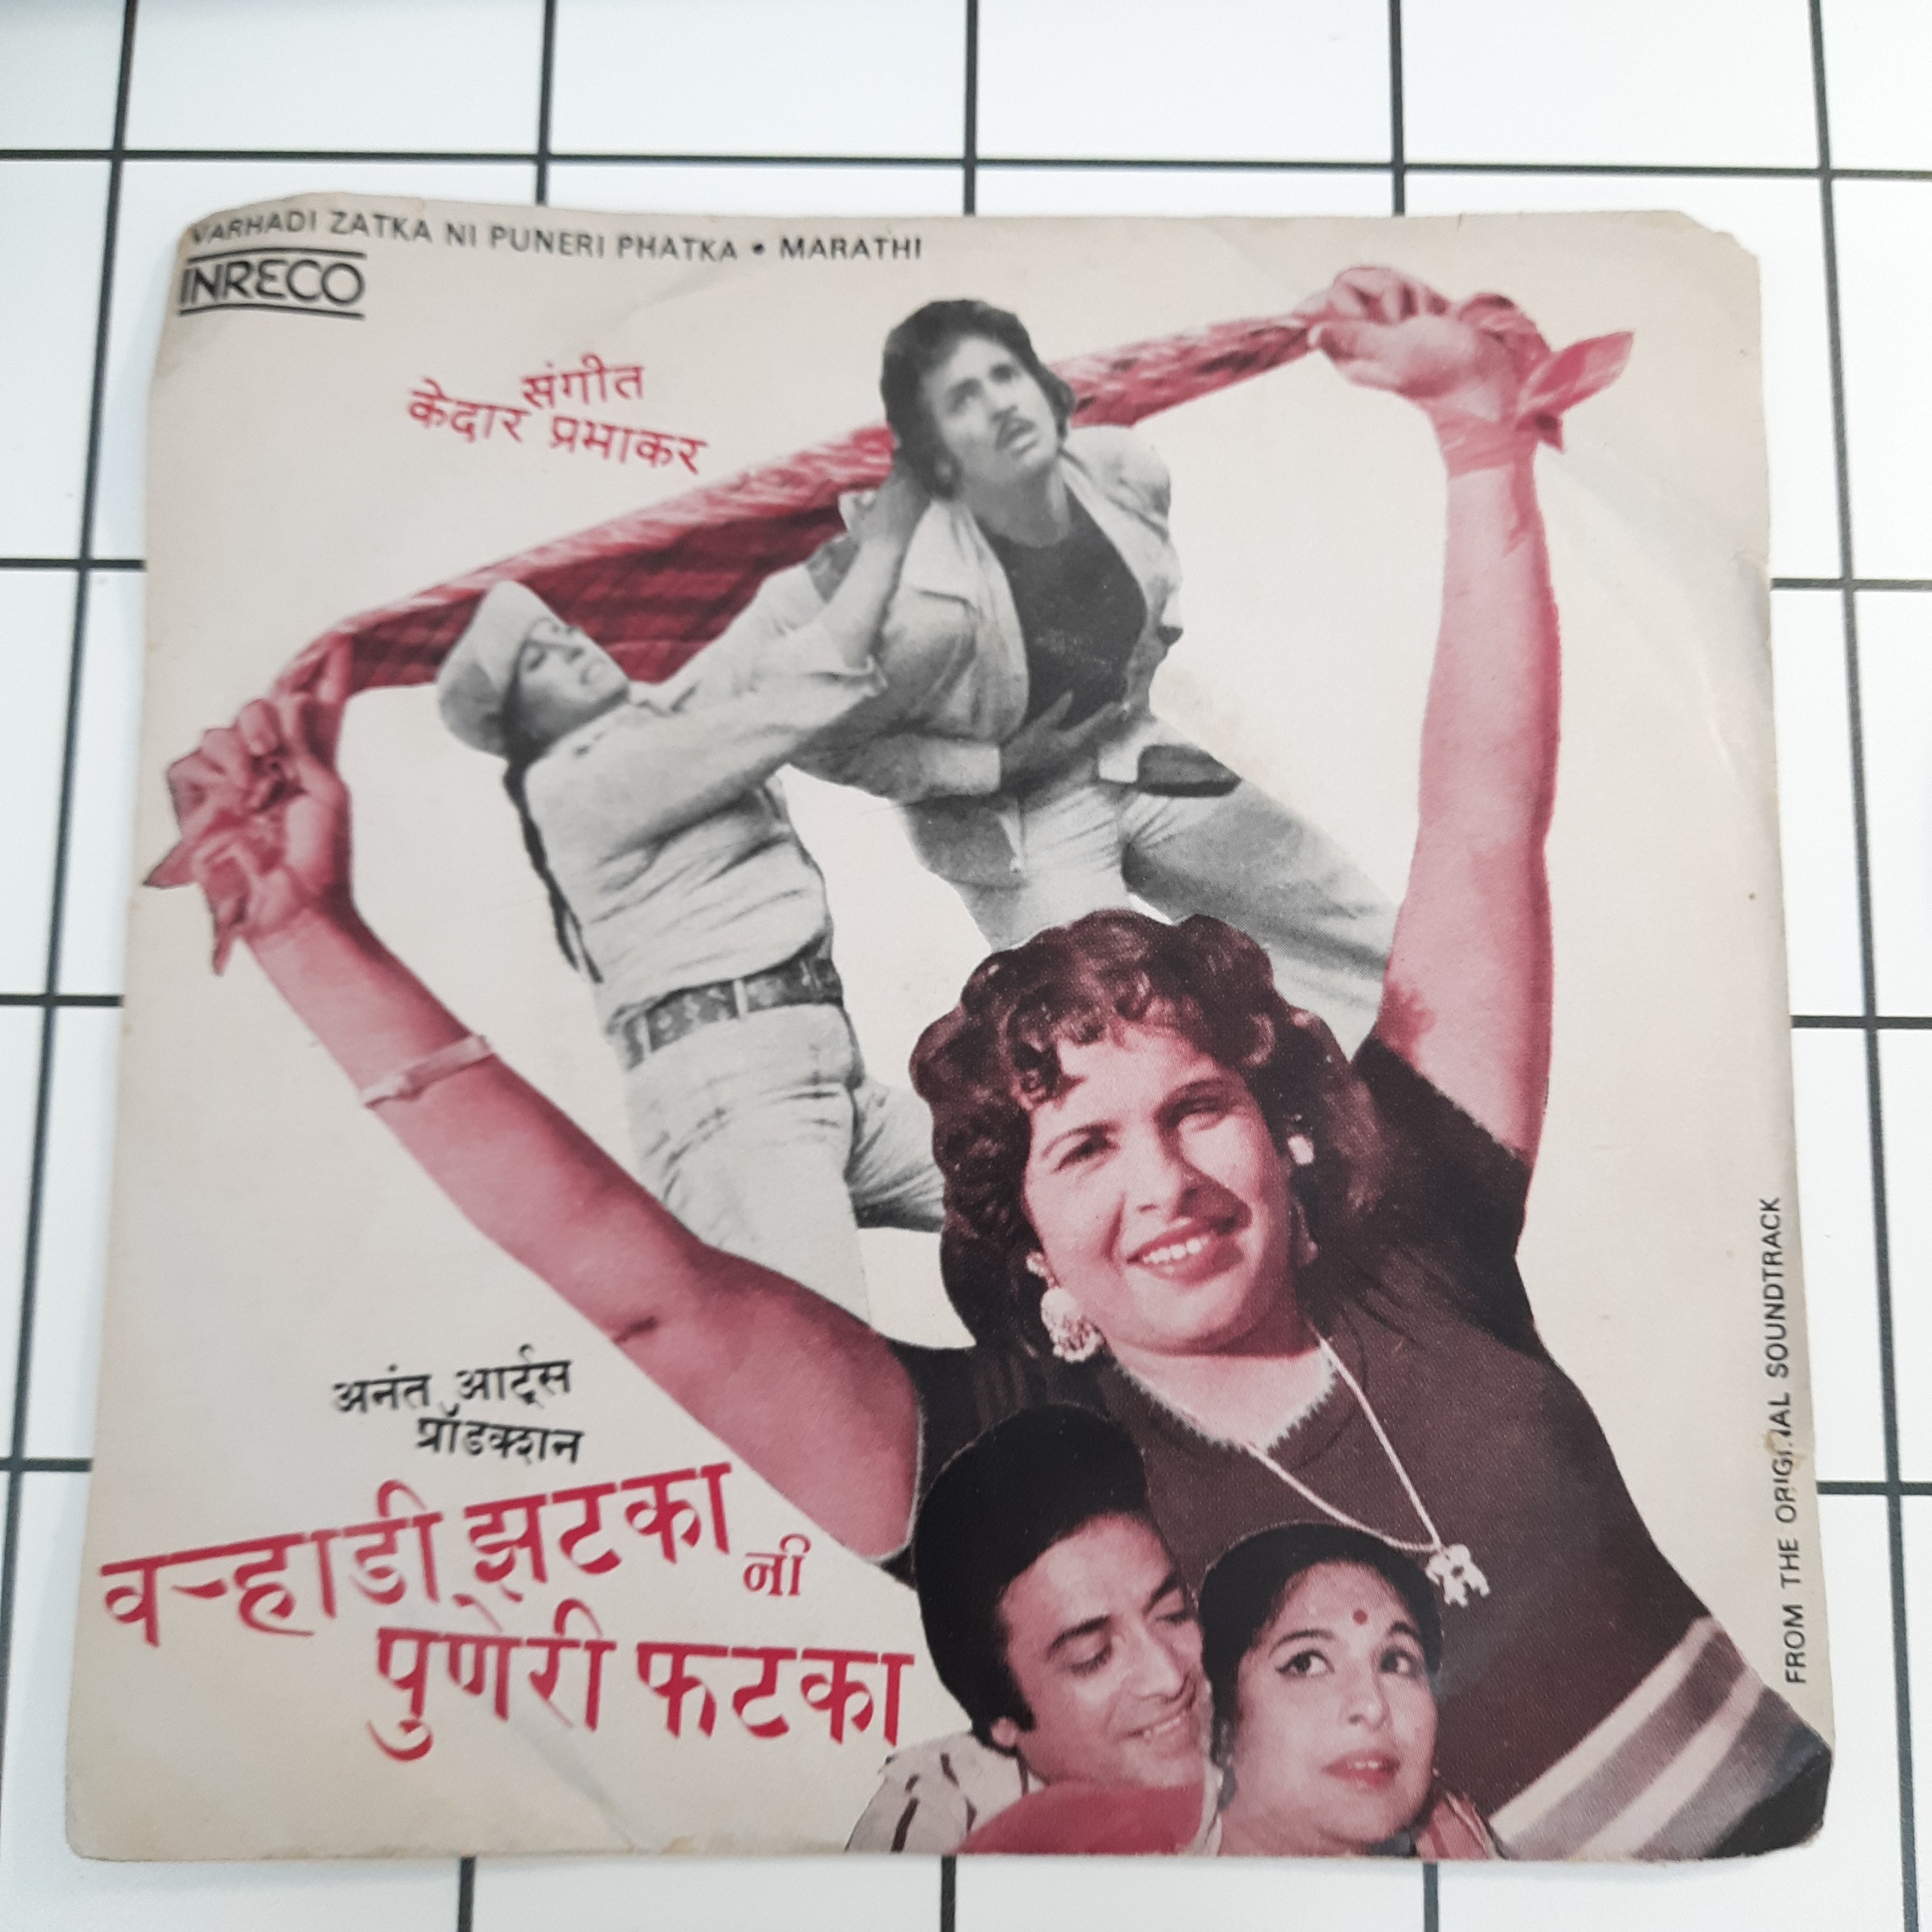 VARHADI ZATKA NI PUNERI PHATKA • MARATHI
INRECO
संगीत
केदार प्रभाकर
अनंत आर्ट्स
प्रॉडक्शन
वऱ्हाडी झटका नी
पुणेरी फटका
FROM THE ORIGINAL SOUNDTRACK